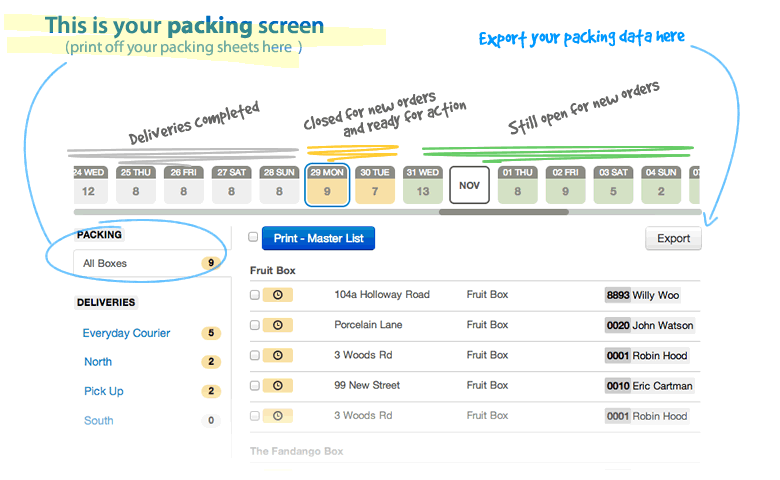 This is your packing screen
(print off your packing sheets here )
Export your packing data here
Deliveries completed
Closed for new orders
and ready for action
Still open for new orders
24 WED 25 THU 26 FRI 27 SAT 28 SUN 29 MON 30 TUE 31 WED NOV 01 THU 02 FRI 03 SAT 04 SUN
12 8 8 8 8 9 7 13 8 9 5 2
PACKING
All Boxes 9
DELIVERIES
Everyday Courier 5
North 2
Pick Up 2
South 0
Print - Master List
Export
Fruit Box
104a Holloway Road Fruit Box 8893 Willy Woo
Porcelain Lane Fruit Box 0020 John Watson
3 Woods Rd Fruit Box 0001 Robin Hood
99 New Street Fruit Box 0010 Eric Cartman
3 Woods Rd Fruit Box 0001 Robin Hood
The Fandango Box